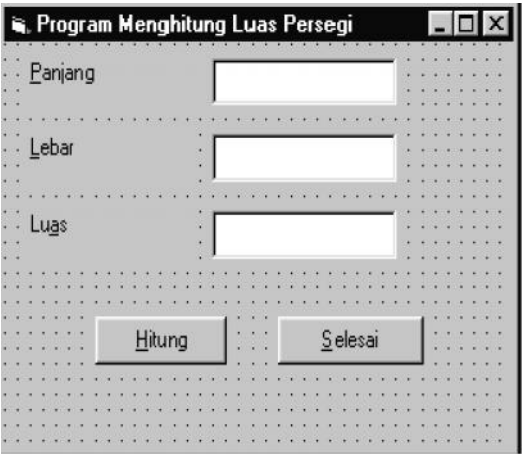 Program Menghitung Luas Persegi
Panjang
Lebar
Luas
Hitung Selesai